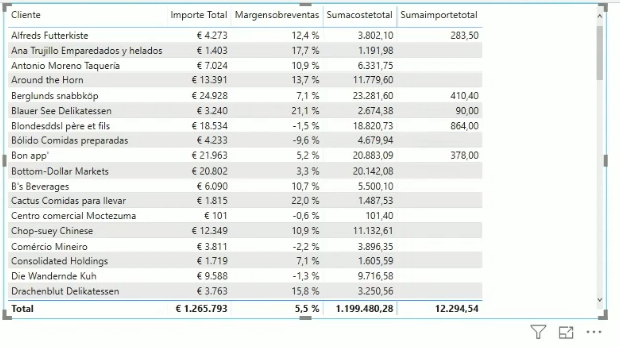 Cliente Importe Total Margensobreventas Sumacostetotal Sumaimportetotal
Alfreds Futterkiste € 4.273 12,4 % 3.802,10 283,50
Ana Trujillo Emparedados y helados € 1.403 17,7 % 1.191,98
Antonio Moreno Taquería € 7.024 10,9 % 6.331,75
Around the Horn € 13.391 13,7 % 11.779,60
Berglunds snabbköp € 24.928 7,1 % 23.281,60 410,40
Blauer See Delikatessen € 3.240 21,1 % 2.674,38 90,00
Blondesddsl père et fils € 18.534 -1,5 % 18.820,73 864,00
Bólido Comidas preparadas € 4.233 -9,6 % 4.679,94
Bon app' € 21.963 5,2 % 20.883,09 378,00
Bottom-Dollar Markets € 20.802 3,3 % 20.142,08
B's Beverages € 6.090 10,7 % 5.500,10
Cactus Comidas para llevar € 1.815 22,0 % 1.487,53
Centro comercial Moctezuma € 101 -0,6 % 101,40
Chop-suey Chinese € 12.349 10,9 % 11.132,61
Comércio Mineiro € 3.811 -2,2 % 3.896,35
Consolidated Holdings € 1.719 7,1 % 1.605,59
Die Wandernde Kuh € 9.588 -1,3 % 9.716,58
Drachenblut Delikatessen € 3.763 15,8 % 3.250,56
Total € 1.265.793 5,5 % 1.199.480,28 12.294,54